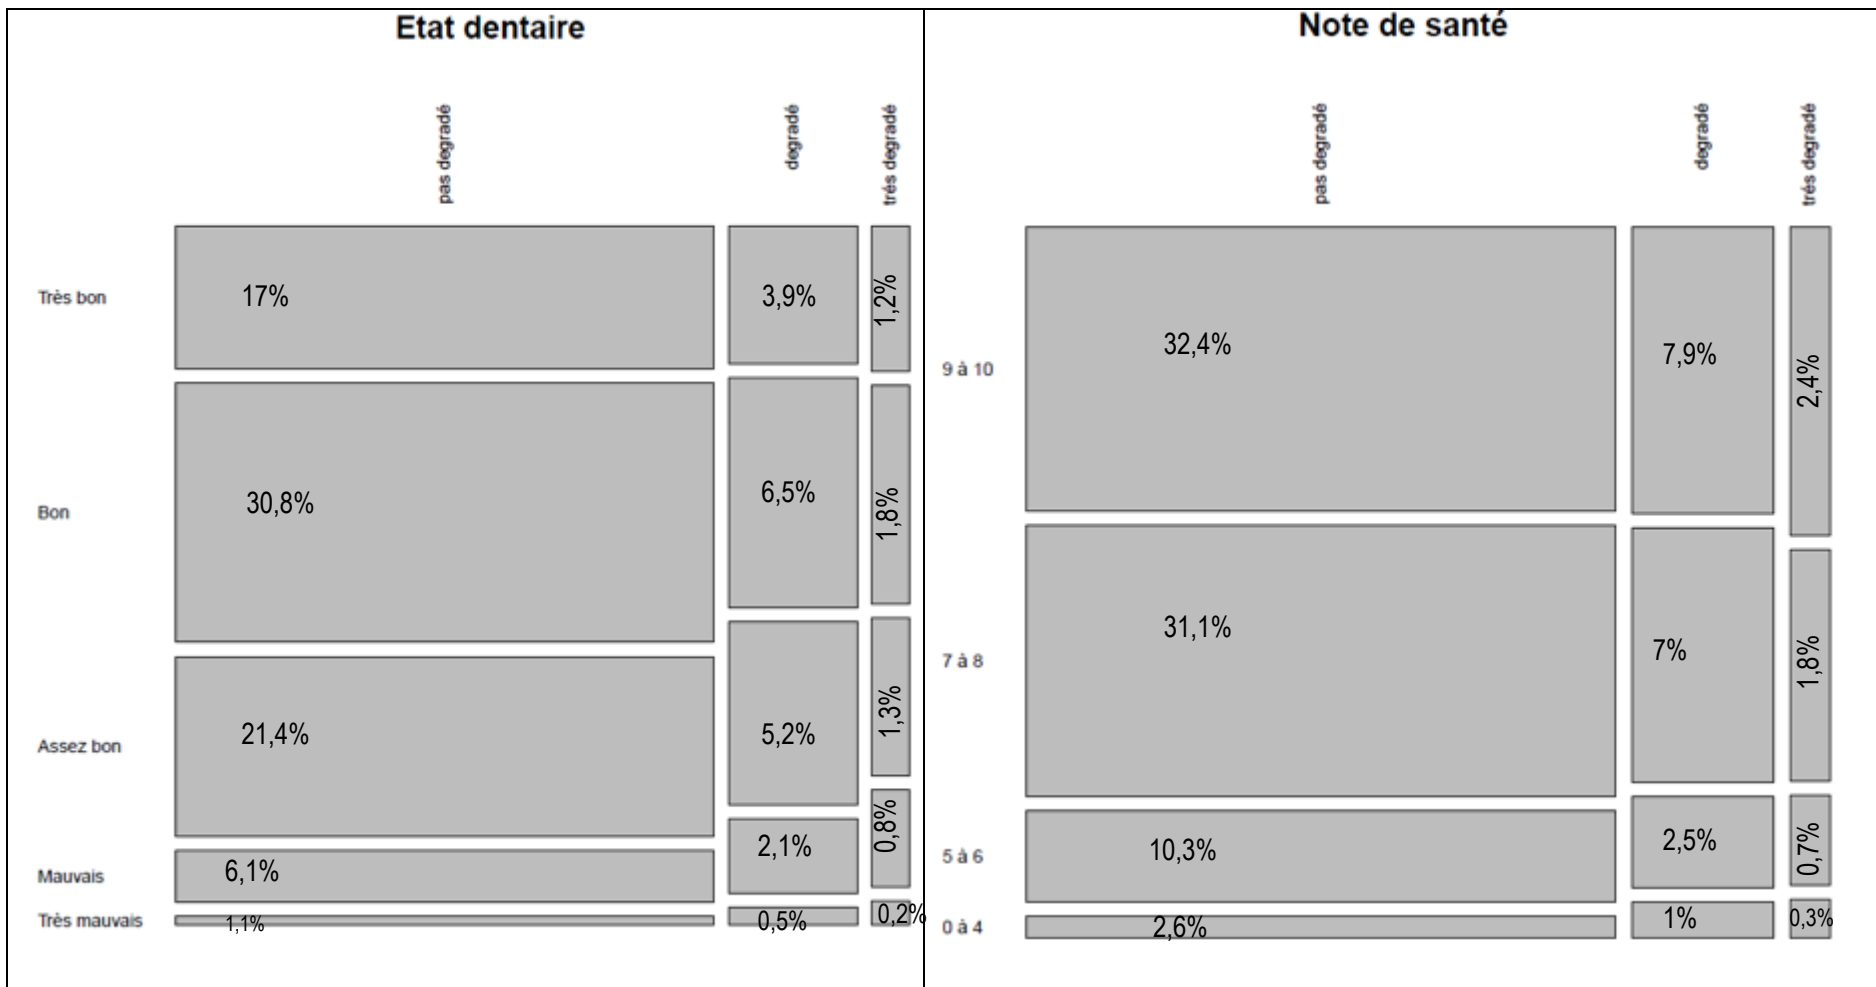 Etat dentaire
pas degradé
degradé
trés degradé
Très bon
17%
3,9%
1,2%
Bon
30,8%
6,5%
1,8%
Assez bon
21,4%
5,2%
1,3%
Mauvais
6,1%
2,1%
0,8%
Très mauvais
1,1%
0,5%
0,2%
Note de santé
pas degradé
degradé
trés degradé
9 à 10
32,4%
7,9%
2,4%
7 à 8
31,1%
7%
1,8%
5 à 6
10,3%
2,5%
0,7%
0 à 4
2,6%
1%
0,3%